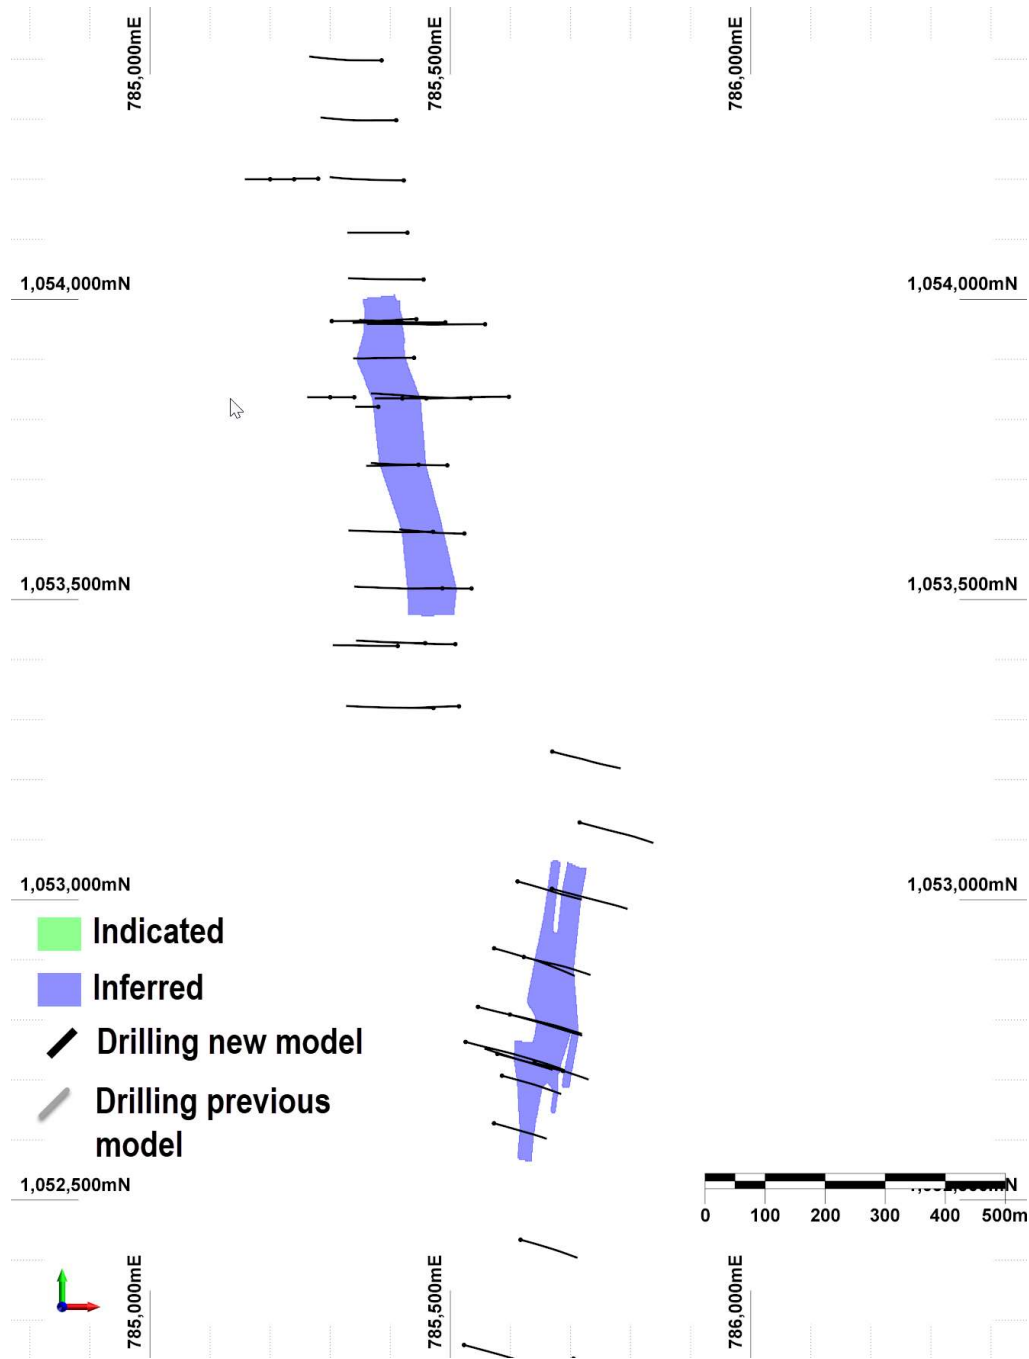 785,000mE
785,500mE
786,000mE
1,054,000mN
1,054,000mN
1,053,500mN
1,053,500mN
1,053,000mN
1,053,000mN
Indicated
Inferred
Drilling new model
Drilling previous
model
1,052,500mN
0 100 200 300 400 500m
785,000mE
785,500mE
786,000mE